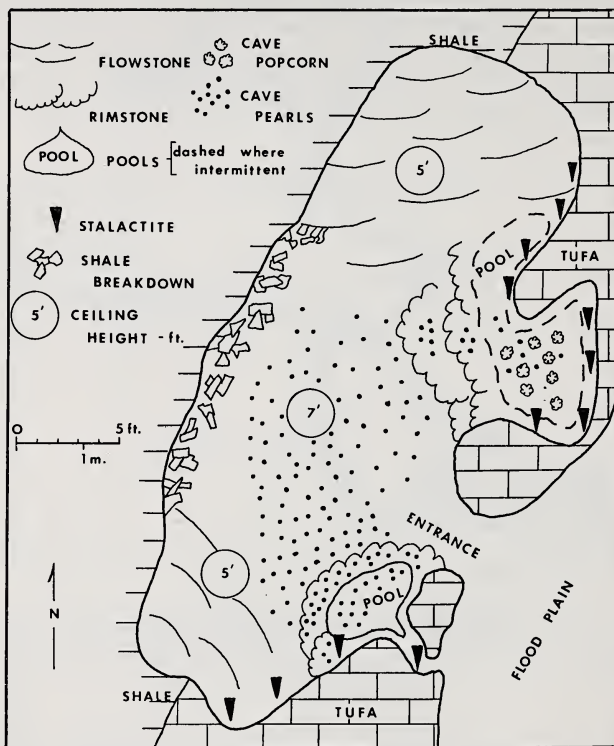 FLOWSTONE
CAVE
POPCORN
RIMSTONE
CAVE
PEARLS
POOL
POOLS
dashed where
intermittent
STALACTITE
SHALE
BREAKDOWN
5'
CEILING
HEIGHT - ft.
0
5 ft.
1 m.
N
SHALE
5'
POOL
TUFA
7'
ENTRANCE
5'
POOL
FLOOD PLAIN
SHALE
TUFA